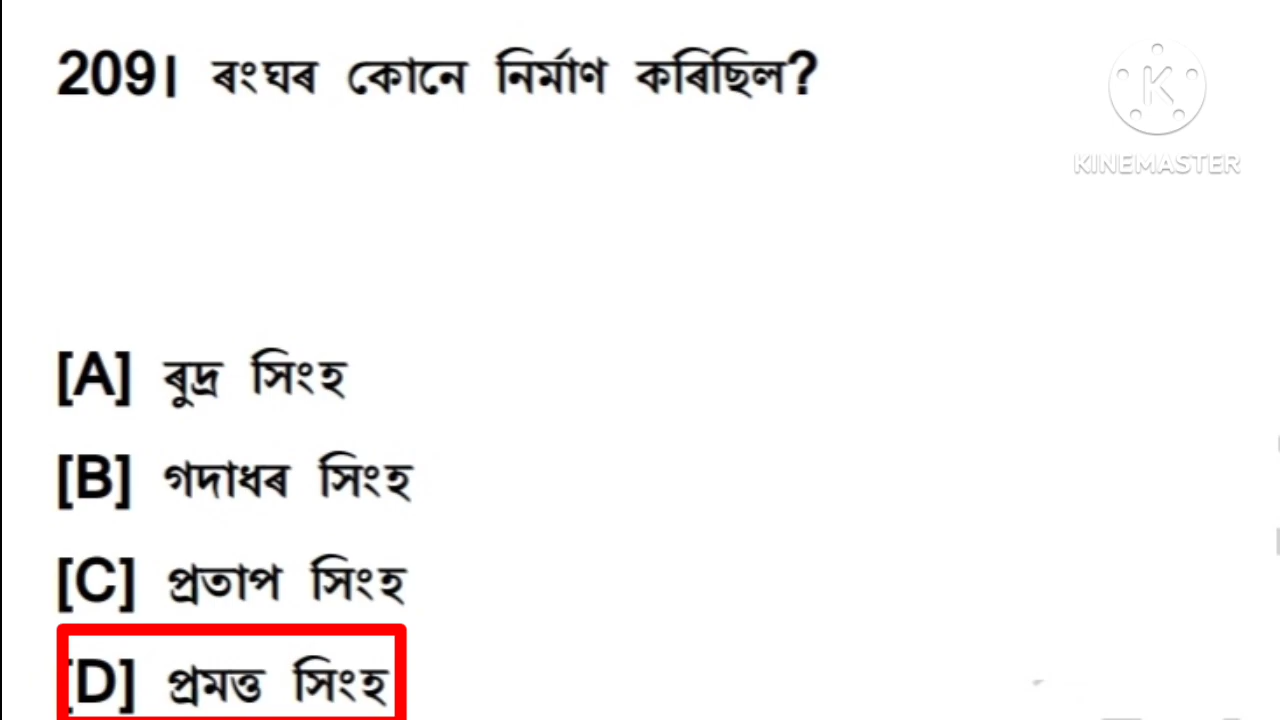 209। ৰংঘৰ কোনে নিৰ্মাণ কৰিছিল?
KINEMASTER
[A] ৰুদ্ৰ সিংহ
[B] গদাধৰ সিংহ
[C] প্ৰতাপ সিংহ
[D] প্ৰমত্ত সিংহ